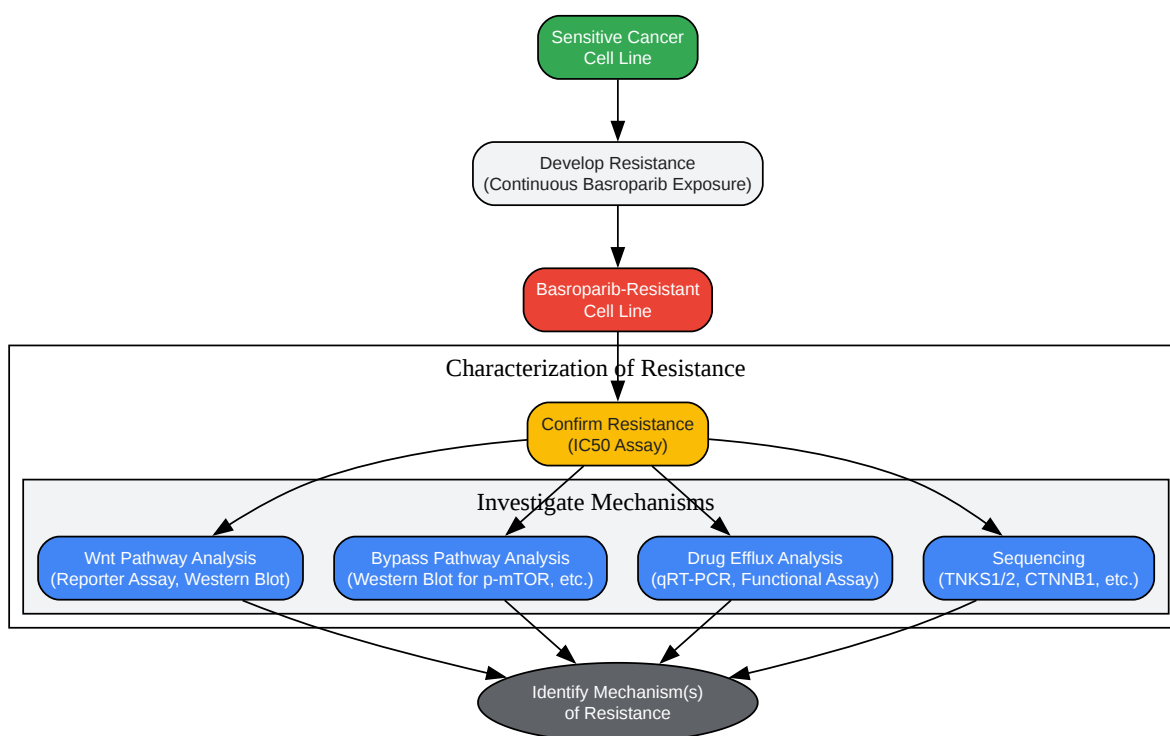 Sensitive Cancer
Cell Line
Develop Resistance
(Continuous Basroparib Exposure)
Basroparib-Resistant
Cell Line
Characterization of Resistance
Confirm Resistance
(IC50 Assay)
Investigate Mechanisms
Wnt Pathway Analysis
(Reporter Assay, Western Blot)
Bypass Pathway Analysis
(Western Blot for p-mTOR, etc.)
Drug Efflux Analysis
(qRT-PCR, Functional Assay)
Sequencing
(TNKS1/2, CTNNB1, etc.)
Identify Mechanism(s)
of Resistance